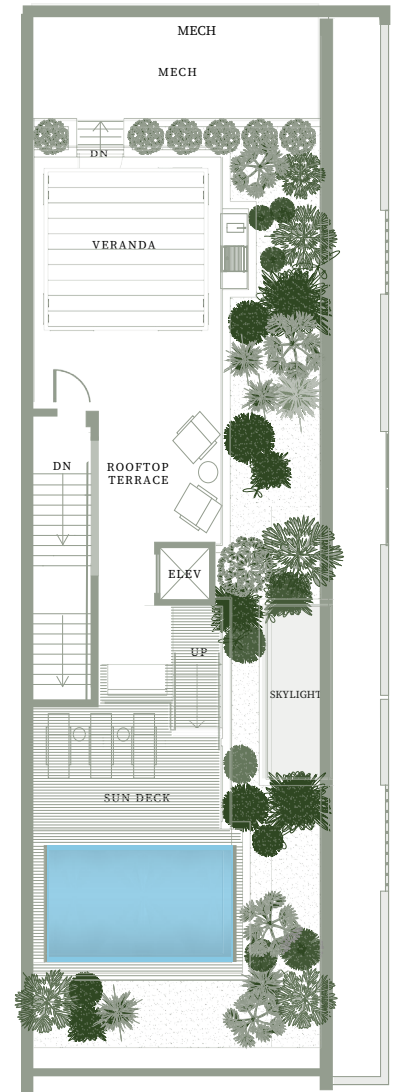 MECH
MECH
DN
VERANDA
DN
ROOFTOP
TERRACE
ELEV
UP
SKYLIGHT
SUN DECK